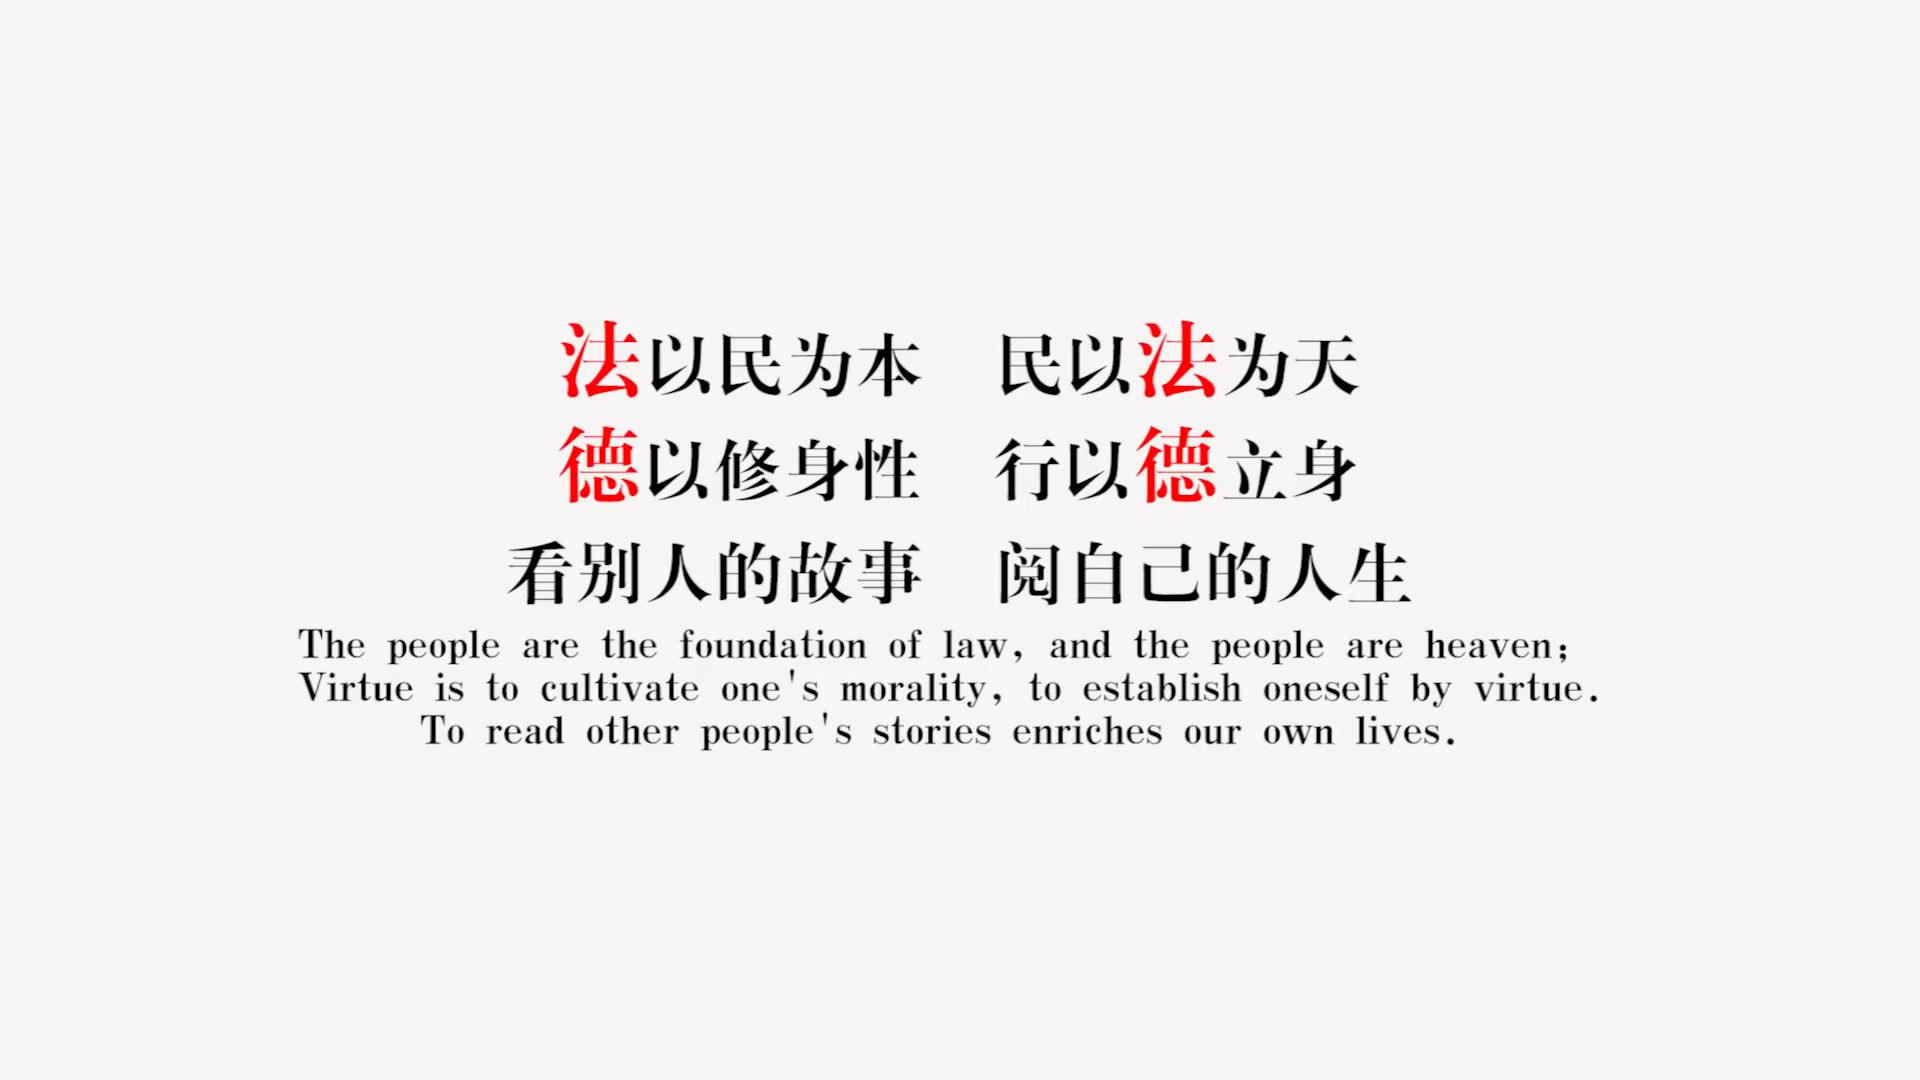 法以民为本　民以法为天
德以修身性　行以德立身
看别人的故事　阅自己的人生
The people are the foundation of law, and the people are heaven;
Virtue is to cultivate one's morality, to establish oneself by virtue.
To read other people's stories enriches our own lives.